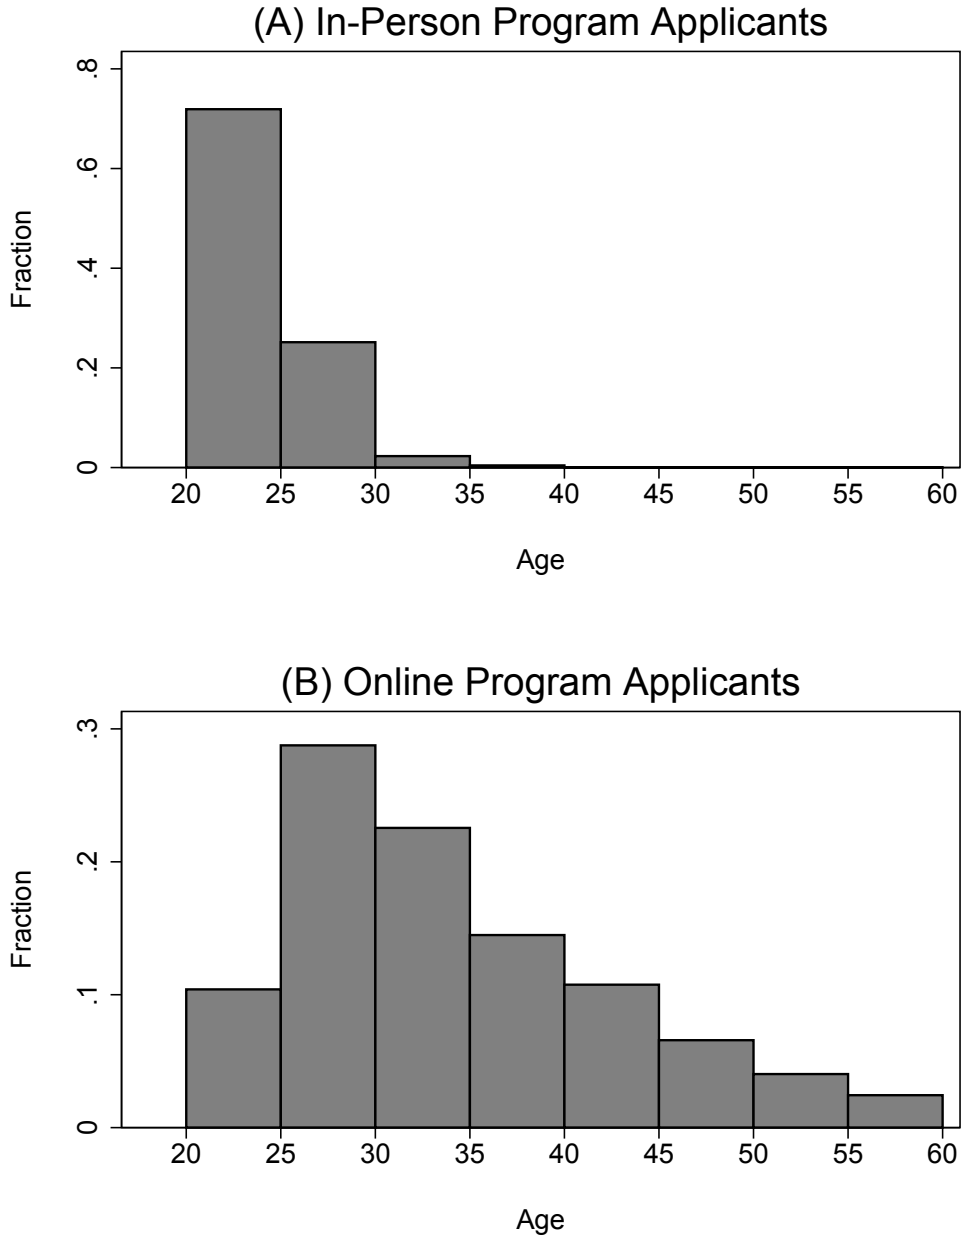 (A) In-Person Program Applicants
.8
.6
.4
.2
0
Fraction
20 25 30 35 40 45 50 55 60
Age
(B) Online Program Applicants
.3
.2
.1
0
Fraction
20 25 30 35 40 45 50 55 60
Age